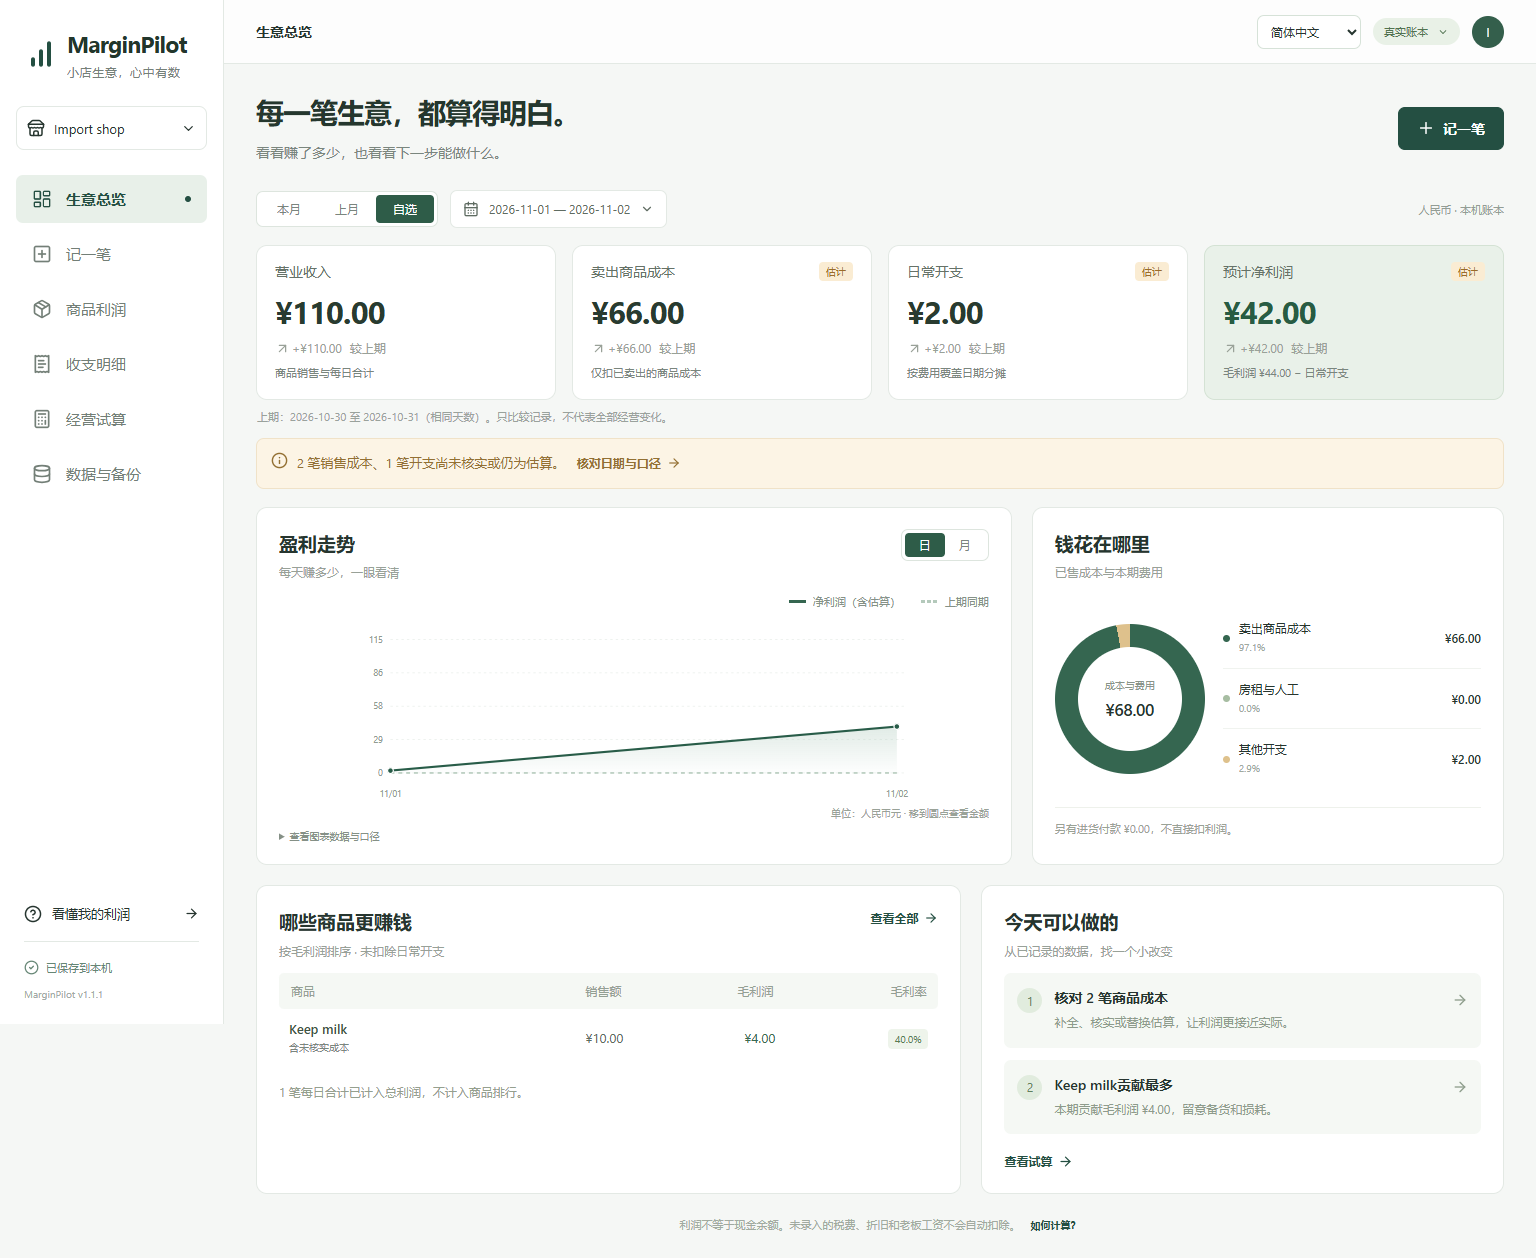 MarginPilot
小店生意，心中有数
Import shop
生意总览
记一笔
商品利润
收支明细
经营试算
数据与备份
看懂我的利润
已保存到本机
MarginPilot v1.1.1
生意总览
简体中文
真实账本
I
每一笔生意，都算得明白。
看看赚了多少，也看看下一步能做什么。
记一笔
本月 上月 自选 2026-11-01 — 2026-11-02
人民币 · 本机账本
营业收入
¥110.00
+¥110.00 较上期
商品销售与每日合计
卖出商品成本 估计
¥66.00
+¥66.00 较上期
仅扣已卖出的商品成本
日常开支 估计
¥2.00
+¥2.00 较上期
按费用覆盖日期分摊
预计净利润 估计
¥42.00
+¥42.00 较上期
毛利润 ¥44.00 − 日常开支
上期：2026-10-30 至 2026-10-31（相同天数）。只比较记录，不代表全部经营变化。
2 笔销售成本、1 笔开支尚未核实或仍为估算。 核对日期与口径
盈利走势
每天赚多少，一眼看清
日 月
净利润（含估算） 上期同期
115
86
58
29
0
11/01 11/02
单位：人民币元 · 移到圆点查看金额
查看图表数据与口径
钱花在哪里
已售成本与本期费用
成本与费用
¥68.00
卖出商品成本 ¥66.00
97.1%
房租与人工 ¥0.00
0.0%
其他开支 ¥2.00
2.9%
另有进货付款 ¥0.00，不直接扣利润。
哪些商品更赚钱 查看全部
按毛利润排序 · 未扣除日常开支
商品 销售额 毛利润 毛利率
Keep milk ¥10.00 ¥4.00 40.0%
含未核实成本
1 笔每日合计已计入总利润，不计入商品排行。
今天可以做的
从已记录的数据，找一个小改变
1 核对 2 笔商品成本
补全、核实或替换估算，让利润更接近实际。
2 Keep milk贡献最多
本期贡献毛利润 ¥4.00，留意备货和损耗。
查看试算
利润不等于现金余额。未录入的税费、折旧和老板工资不会自动扣除。 如何计算？